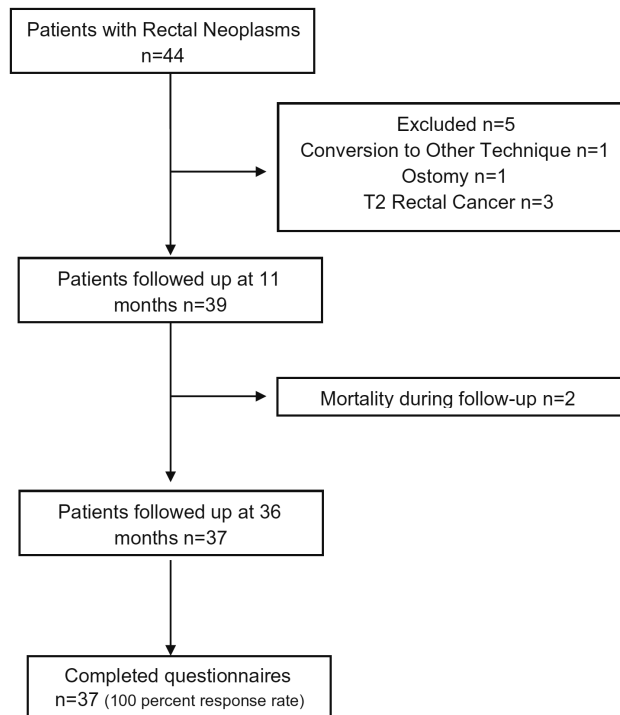 Patients with Rectal Neoplasms
n=44
Excluded n=5
Conversion to Other Technique n=1
Ostomy n=1
T2 Rectal Cancer n=3
Patients followed up at 11
months n=39
Mortality during follow-up n=2
Patients followed up at 36
months n=37
Completed questionnaires
n=37 (100 percent response rate)